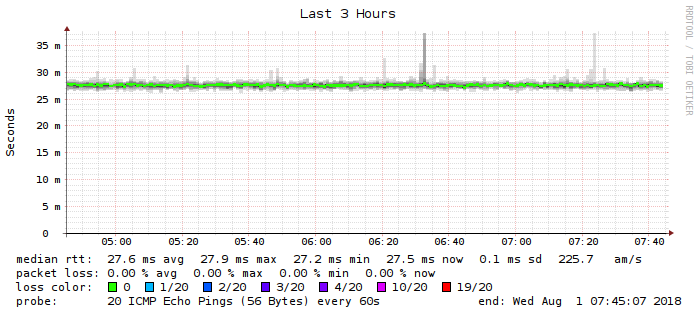 Last 3 Hours
RRDTOOL / TOBI OETIKER
Seconds
35 m
30 m
25 m
20 m
15 m
10 m
5 m
0
05:00 05:20 05:40 06:00 06:20 06:40 07:00 07:20 07:40
median rtt: 27.6 ms avg 27.9 ms max 27.2 ms min 27.5 ms now 0.1 ms sd 225.7 am/s
packet loss: 0.00 % avg 0.00 % max 0.00 % min 0.00 % now
loss color: 0 1/20 2/20 3/20 4/20 10/20 19/20
probe: 20 ICMP Echo Pings (56 Bytes) every 60s end: Wed Aug 1 07:45:07 2018